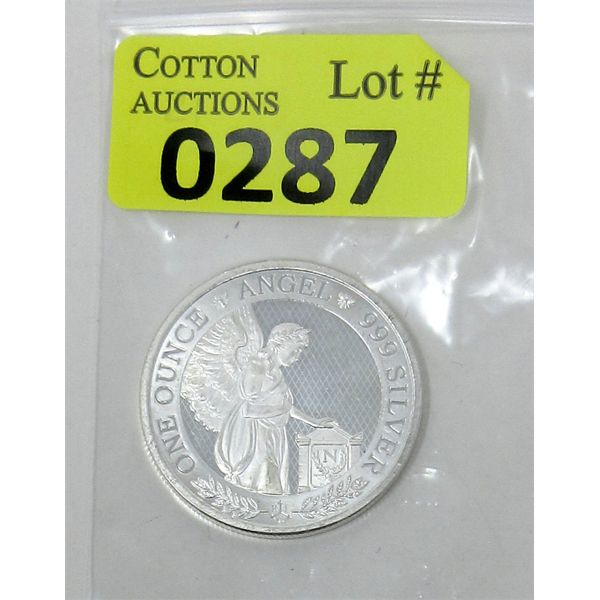 COTTON
AUCTIONS
Lot #
0287
ONE OUNCE ANGEL 999 SILVER
N